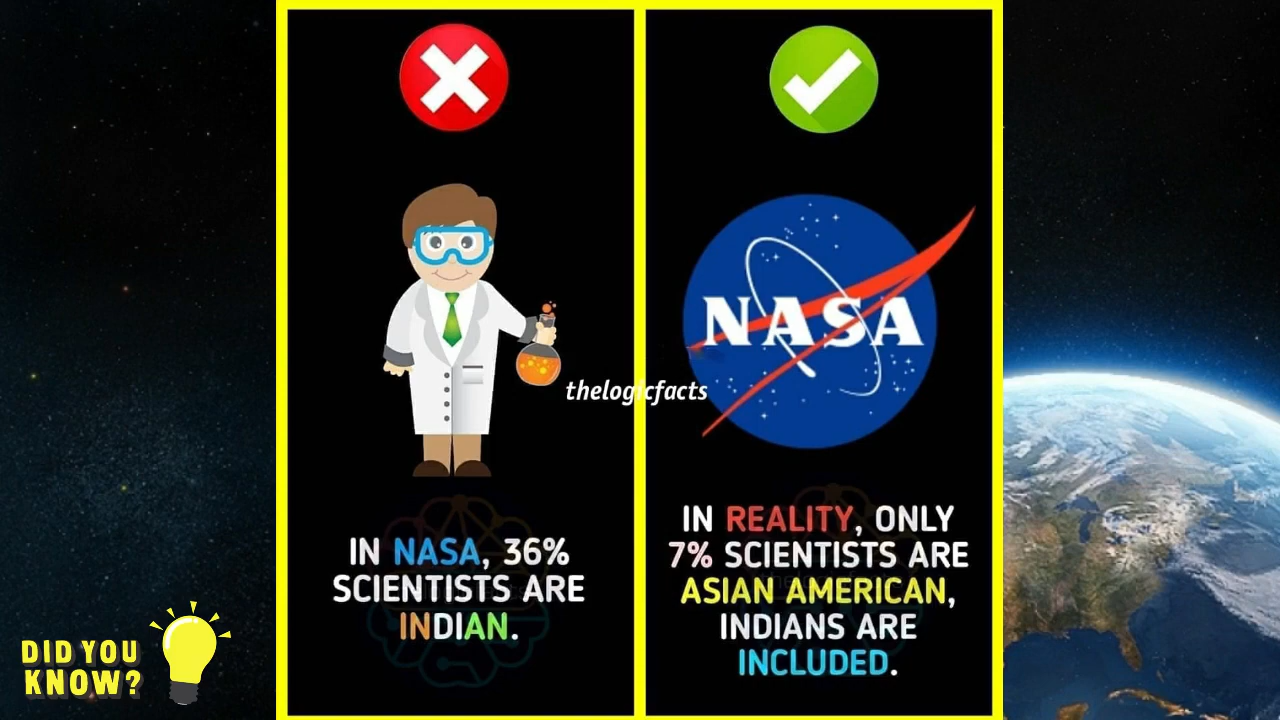 IN NASA, 36%
SCIENTISTS ARE
INDIAN.
NASA
thelogicfacts
IN REALITY, ONLY
7% SCIENTISTS ARE
ASIAN AMERICAN,
INDIANS ARE
INCLUDED.
DID YOU
KNOW?